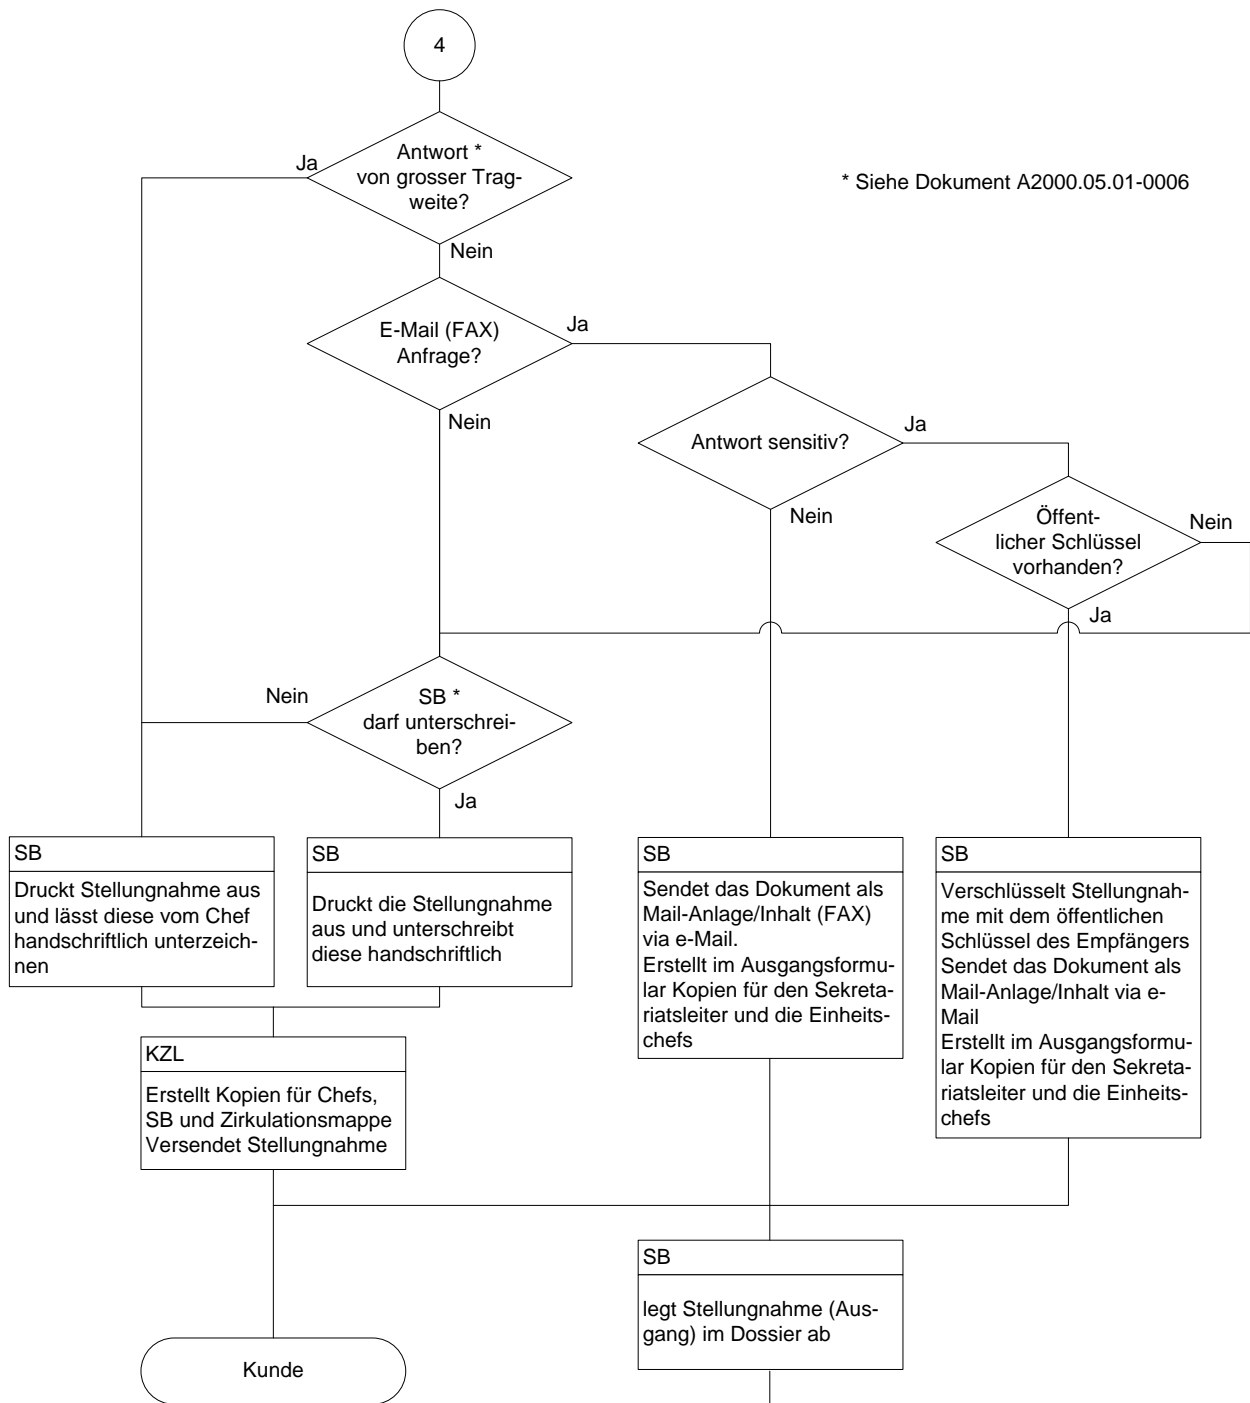 4
Antwort *
von grosser Trag-
weite?
Ja
Nein
* Siehe Dokument A2000.05.01-0006
E-Mail (FAX)
Anfrage?
Ja
Nein
Antwort sensitiv?
Ja
Nein
Öffent-
licher Schlüssel
vorhanden?
Nein
Ja
SB *
darf unterschrei-
ben?
Nein
Ja
SB
Druckt Stellungnahme aus
und lässt diese vom Chef
handschriftlich unterzeich-
nen
SB
Druckt die Stellungnahme
aus und unterschreibt
diese handschriftlich
SB
Sendet das Dokument als
Mail-Anlage/Inhalt (FAX)
via e-Mail.
Erstellt im Ausgangsformu-
lar Kopien für den Sekreta-
riatsleiter und die Einheits-
chefs
SB
Verschlüsselt Stellungnah-
me mit dem öffentlichen
Schlüssel des Empfängers
Sendet das Dokument als
Mail-Anlage/Inhalt via e-
Mail
Erstellt im Ausgangsformu-
lar Kopien für den Sekreta-
riatsleiter und die Einheits-
chefs
KZL
Erstellt Kopien für Chefs,
SB und Zirkulationsmappe
Versendet Stellungnahme
SB
legt Stellungnahme (Aus-
gang) im Dossier ab
Kunde